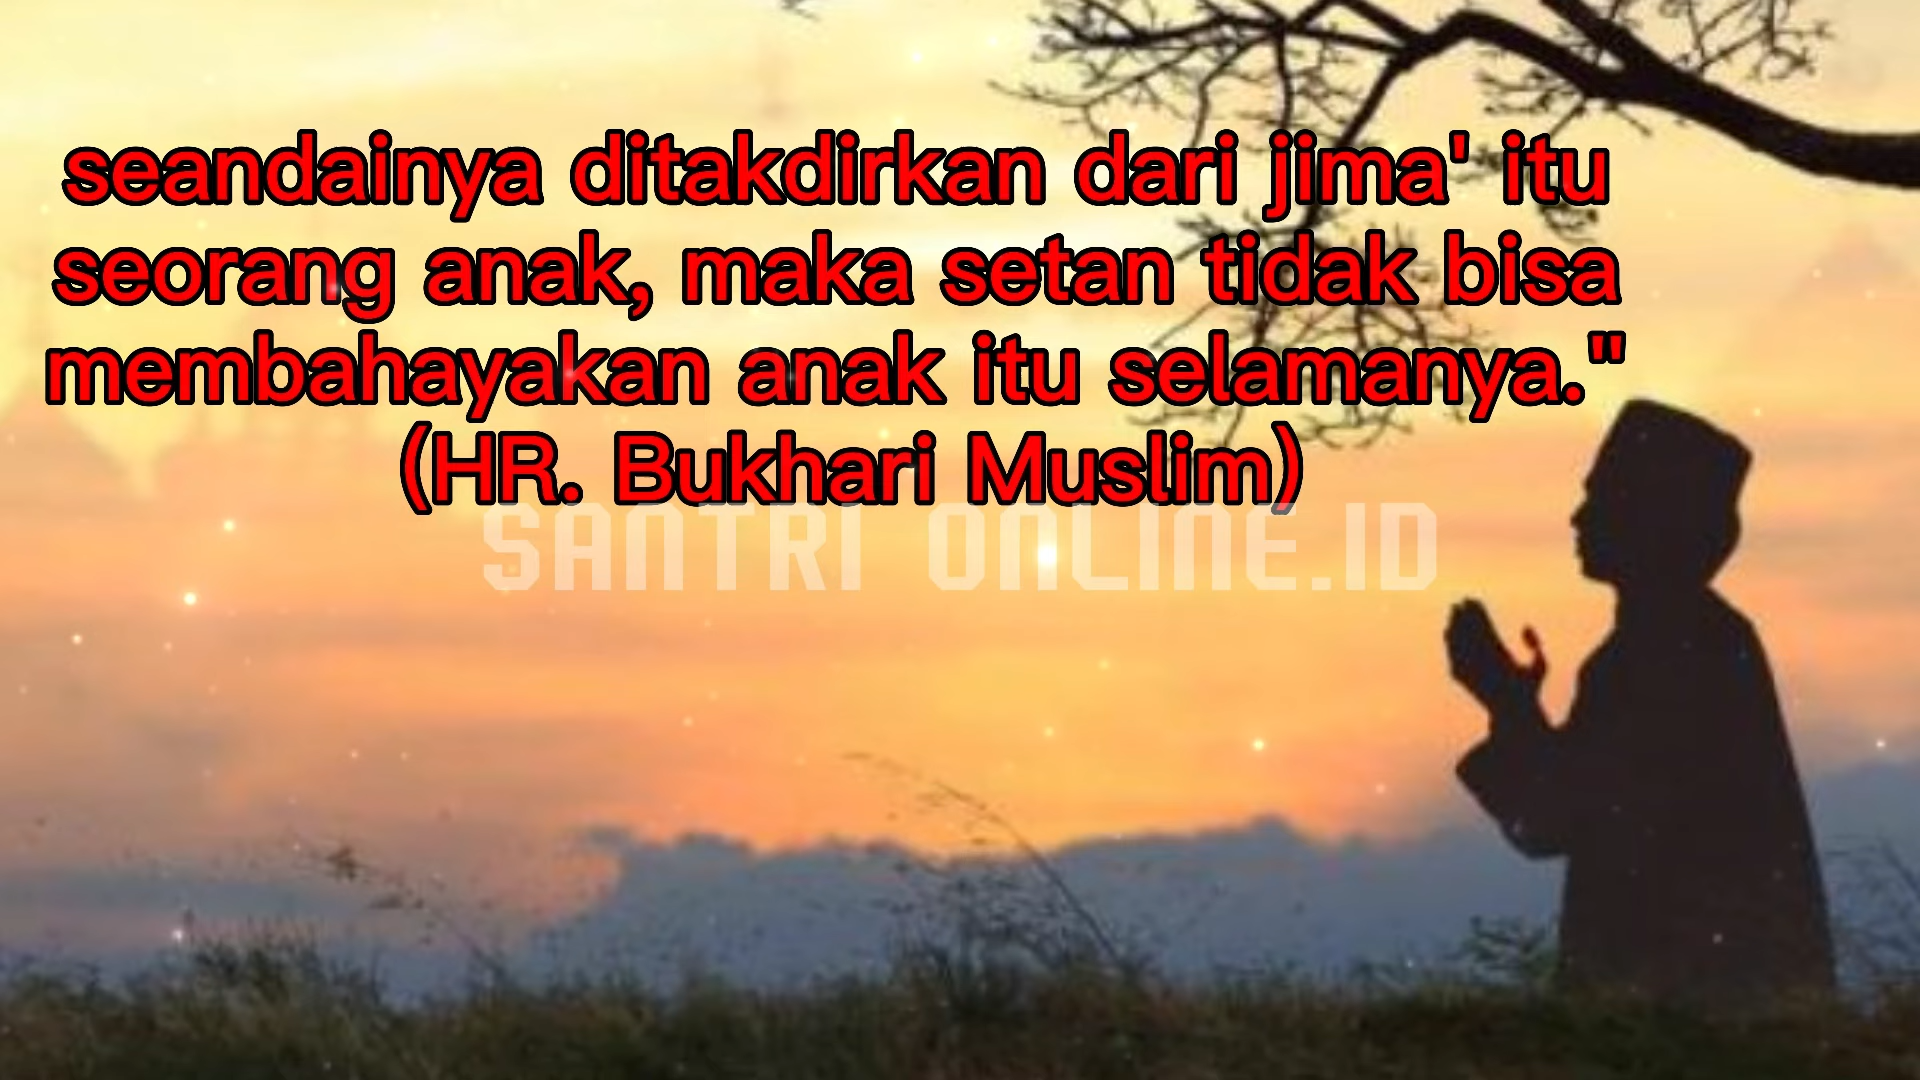 seandainya ditakdirkan dari jima' itu
seorang anak, maka setan tidak bisa
membahayakan anak itu selamanya."
(HR. Bukhari Muslim)
SANTRI ONLINE.ID